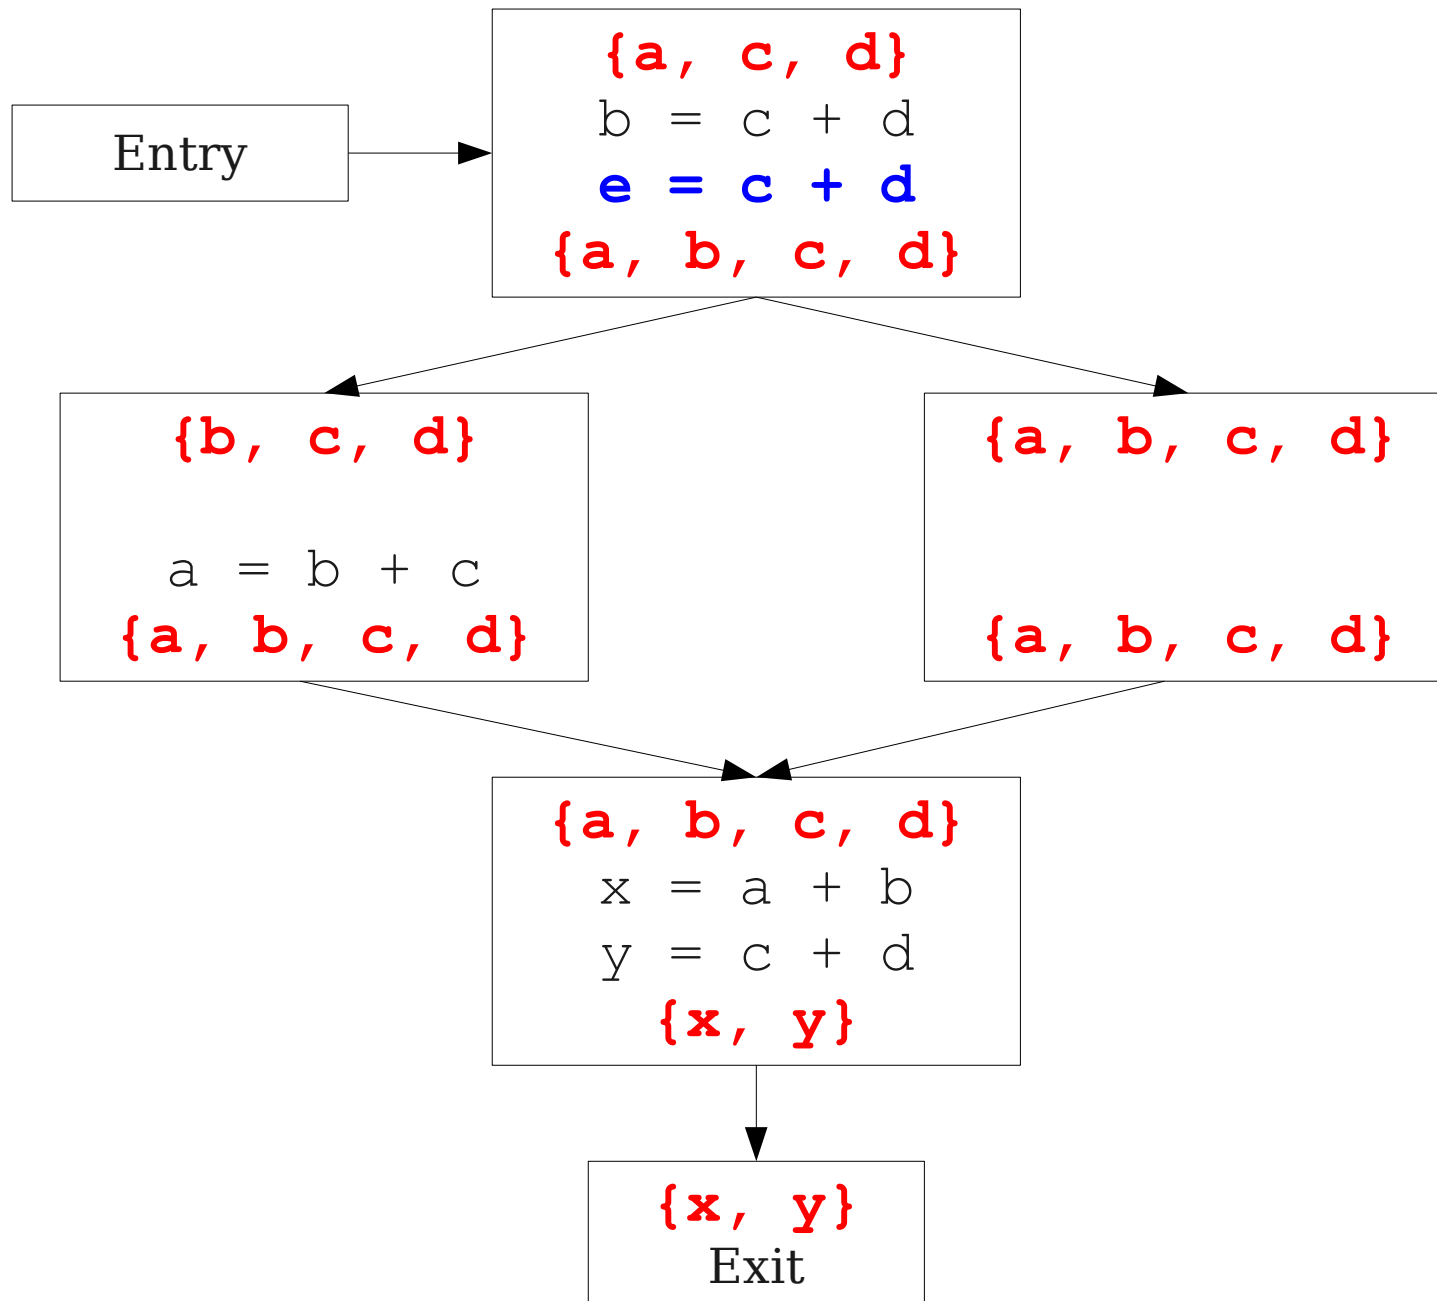 {a, c, d}
b = c + d
Entry
e = c + d
{a, b, c, d}
{b, c, d}
a = b + c
{a, b, c, d}
{a, b, c, d}
{a, b, c, d}
{a, b, c, d}
x = a + b
y = c + d
{x, y}
{x, y}
Exit